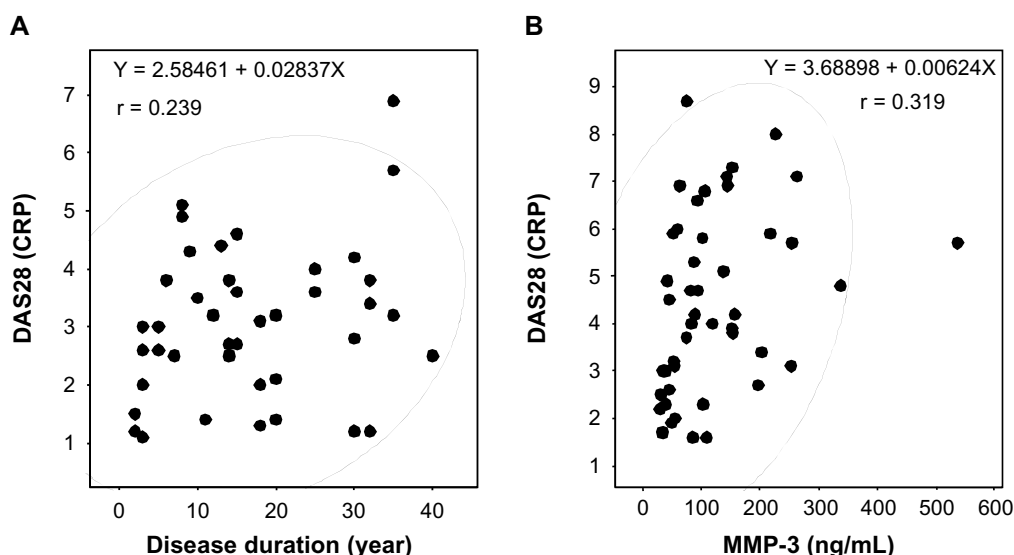 A
Y = 2.58461 + 0.02837X
r = 0.239
7
6
5
4
3
2
1
DAS28 (CRP)
0 10 20 30 40
Disease duration (year)
B
Y = 3.68898 + 0.00624X
r = 0.319
9
8
7
6
5
4
3
2
1
DAS28 (CRP)
0 100 200 300 400 500 600
MMP-3 (ng/mL)